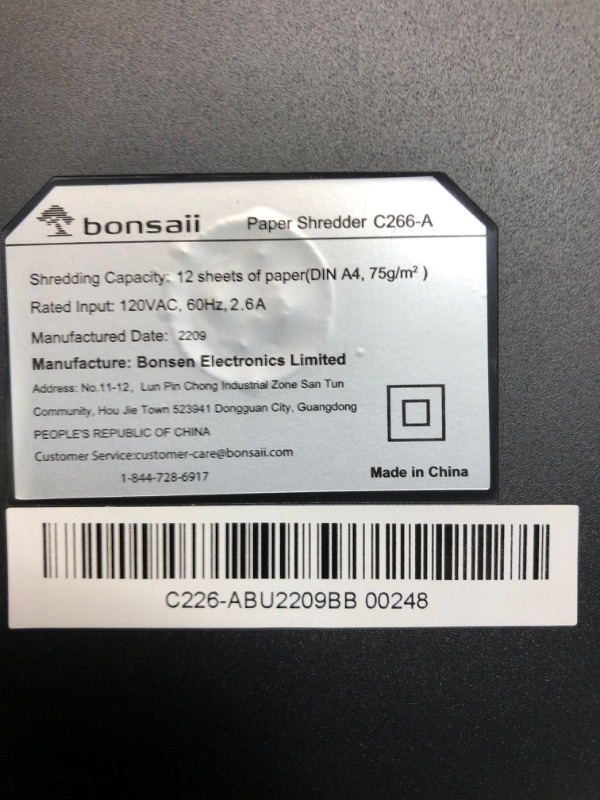 bonsaii Paper Shredder C266-A
Shredding Capacity: 12 sheets of paper(DIN A4, 75g/m² )
Rated Input: 120VAC, 60Hz, 2.6A
Manufactured Date: 2209
Manufacture: Bonsen Electronics Limited
Address: No.11-12, Lun Pin Chong Industrial Zone San Tun
Community, Hou Jie Town 523941 Dongguan City, Guangdong
PEOPLE'S REPUBLIC OF CHINA
Customer Service:customer-care@bonsaii.com
1-844-728-6917
Made in China
C226-ABU2209BB 00248